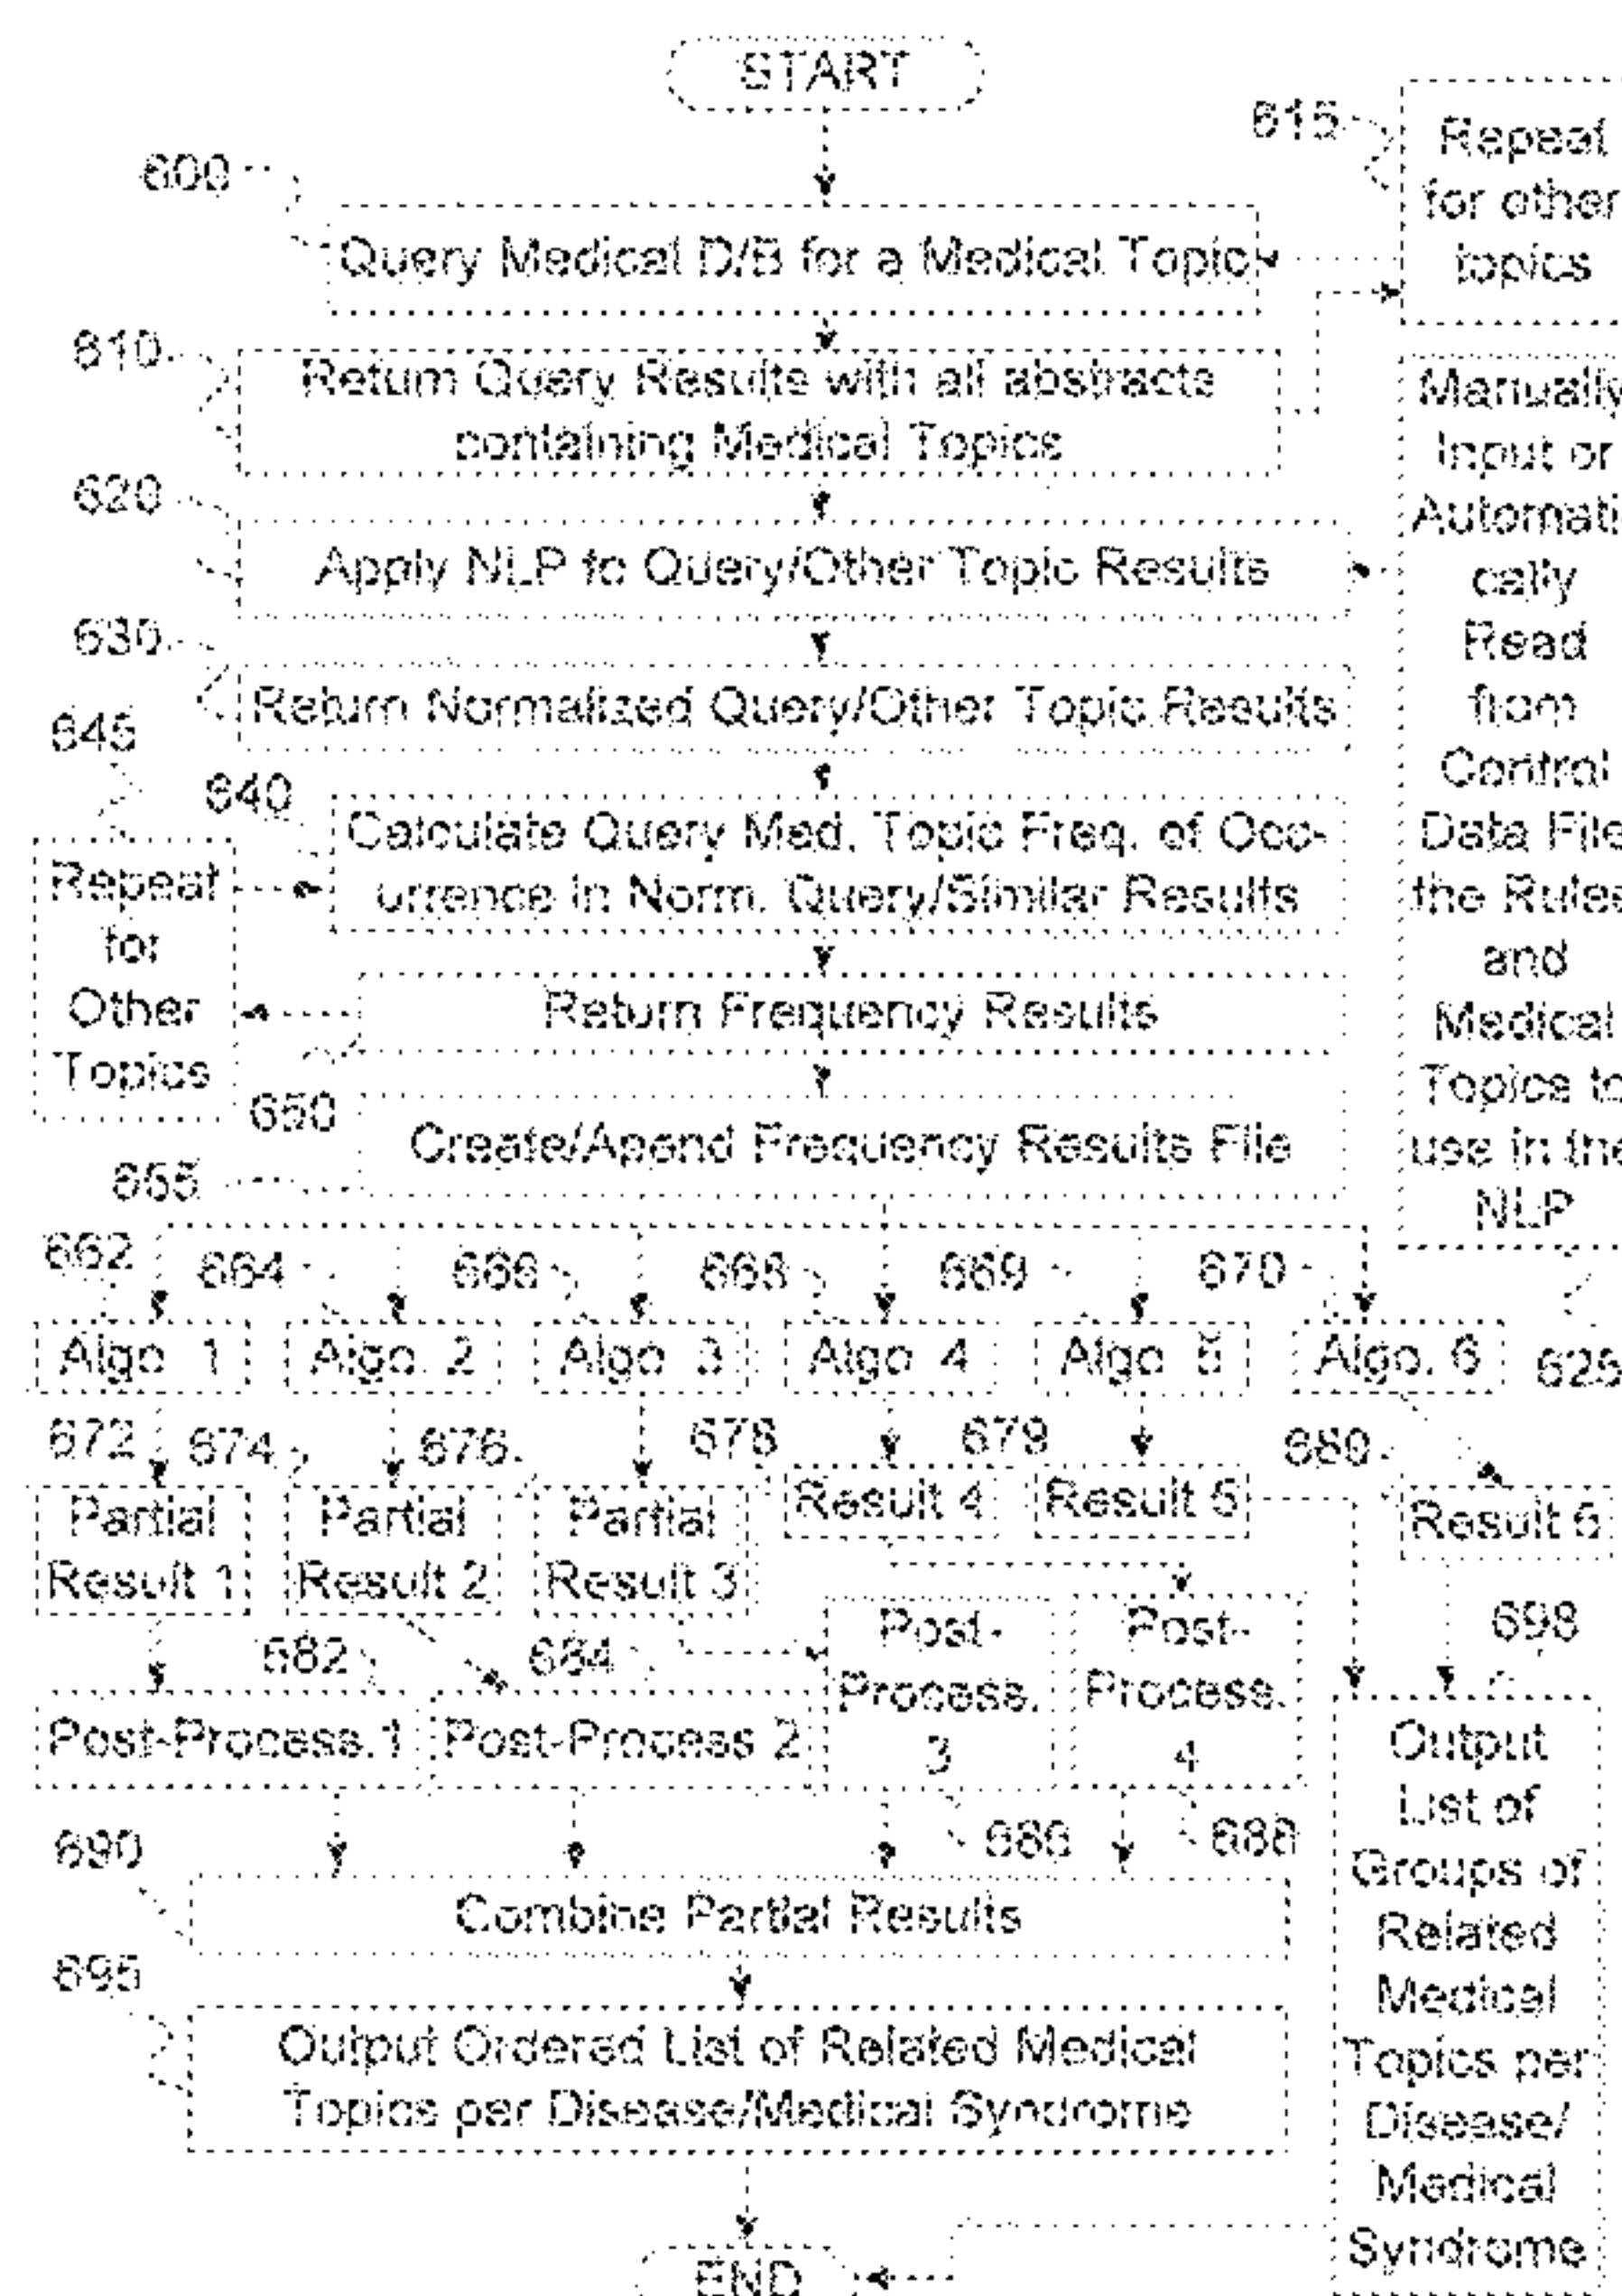 START
615
Repeat
for other
topics
600
Query Medical D/B for a Medical Topic
610
Return Query Results with all abstracts
containing Medical Topics
620
Apply NLP to Query/Other Topic Results
630
Return Normalized Query/Other Topic Results
Manually
Input or
Automati
cally
Read
from
Control
Data File
the Rules
and
Medical
Topics to
use in the
NLP
625
645
Repeat
for
Other
Topics
640
Calculate Query Med. Topic Freq. of Occ-
urrence in Norm. Query/Similar Results
Return Frequency Results
650
Create/Apend Frequency Results File
655
662
664
666
668
669
670
Algo. 1
Algo. 2
Algo. 3
Algo. 4
Algo. 5
Algo. 6
672
674
676
678
679
680
Partial
Result 1
Partial
Result 2
Partial
Result 3
Result 4
Result 5
Result 6
682
684
698
Post-Process.1
Post-Process 2
Post-
Process.
3
Post-
Process.
4
686
688
690
Combine Partial Results
695
Output Ordered List of Related Medical
Topics per Disease/Medical Syndrome
Output
List of
Groups of
Related
Medical
Topics per
Disease/
Medical
Syndrome
END